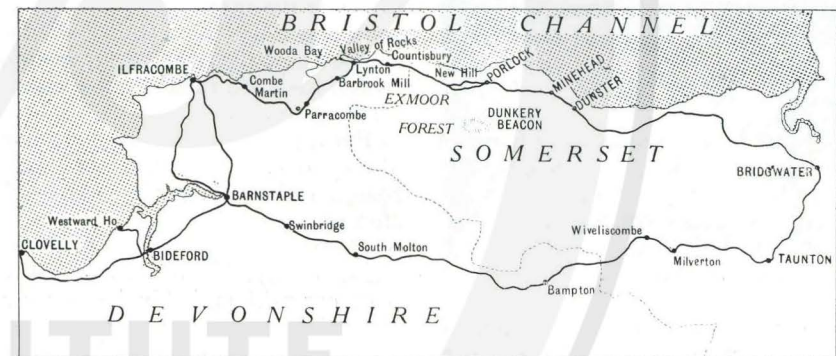 BRISTOL CHANNEL
Wooda Bay
Valley of Rocks
Countisbury
ILFRACOMBE
Lynton
New Hill
PORLOCK
MINEHEAD
Combe
Martin
Barbrook Mill
DUNSTER
EXMOOR
Parracombe
DUNKERY
BEACON
FOREST
SOMERSET
BRIDGWATER
BARNSTAPLE
Westward Ho
Swinbridge
Wiveliscombe
CLOVELLY
BIDEFORD
South Molton
Milverton
TAUNTON
Bampton
DEVONSHIRE
ITUTE